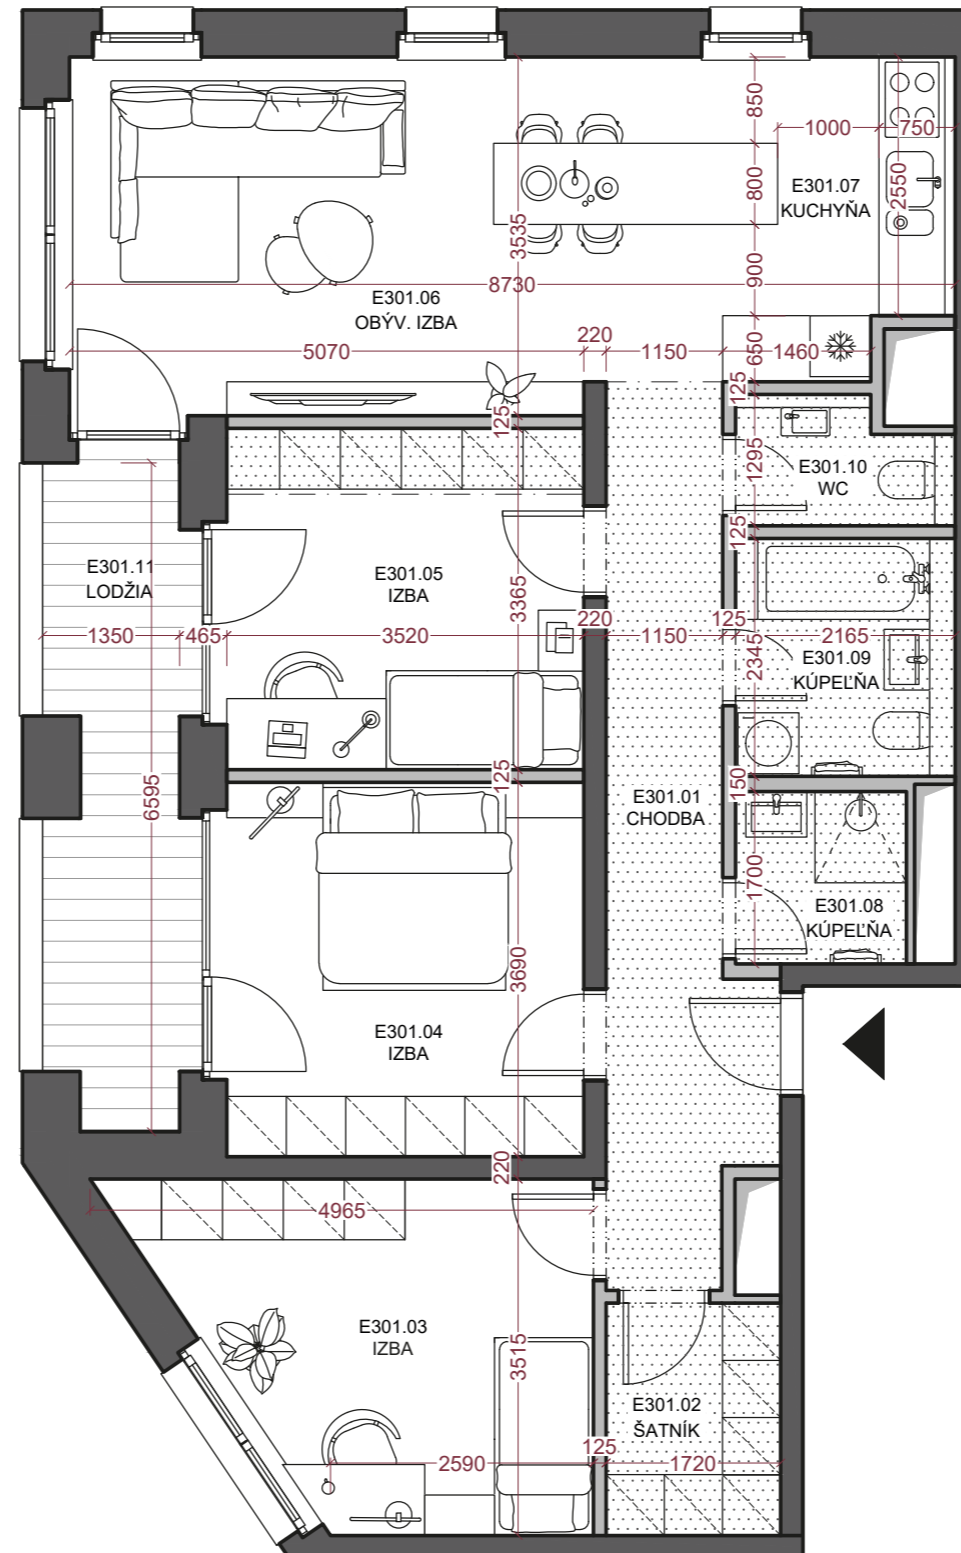 850
1000
750
E301.07
KUCHYŇA
800
2550
3535
900
8730
E301.06
OBÝV. IZBA
220
5070
1150
650
1460
125
125
1295
E301.10
WC
125
E301.11
LODŽIA
E301.05
IZBA
3365
220
125
1350
465
3520
1150
2165
2345
E301.09
KÚPEĽŇA
125
150
6595
E301.01
CHODBA
1700
E301.08
KÚPEĽŇA
3690
E301.04
IZBA
220
4965
E301.03
IZBA
3515
E301.02
ŠATNÍK
125
2590
1720